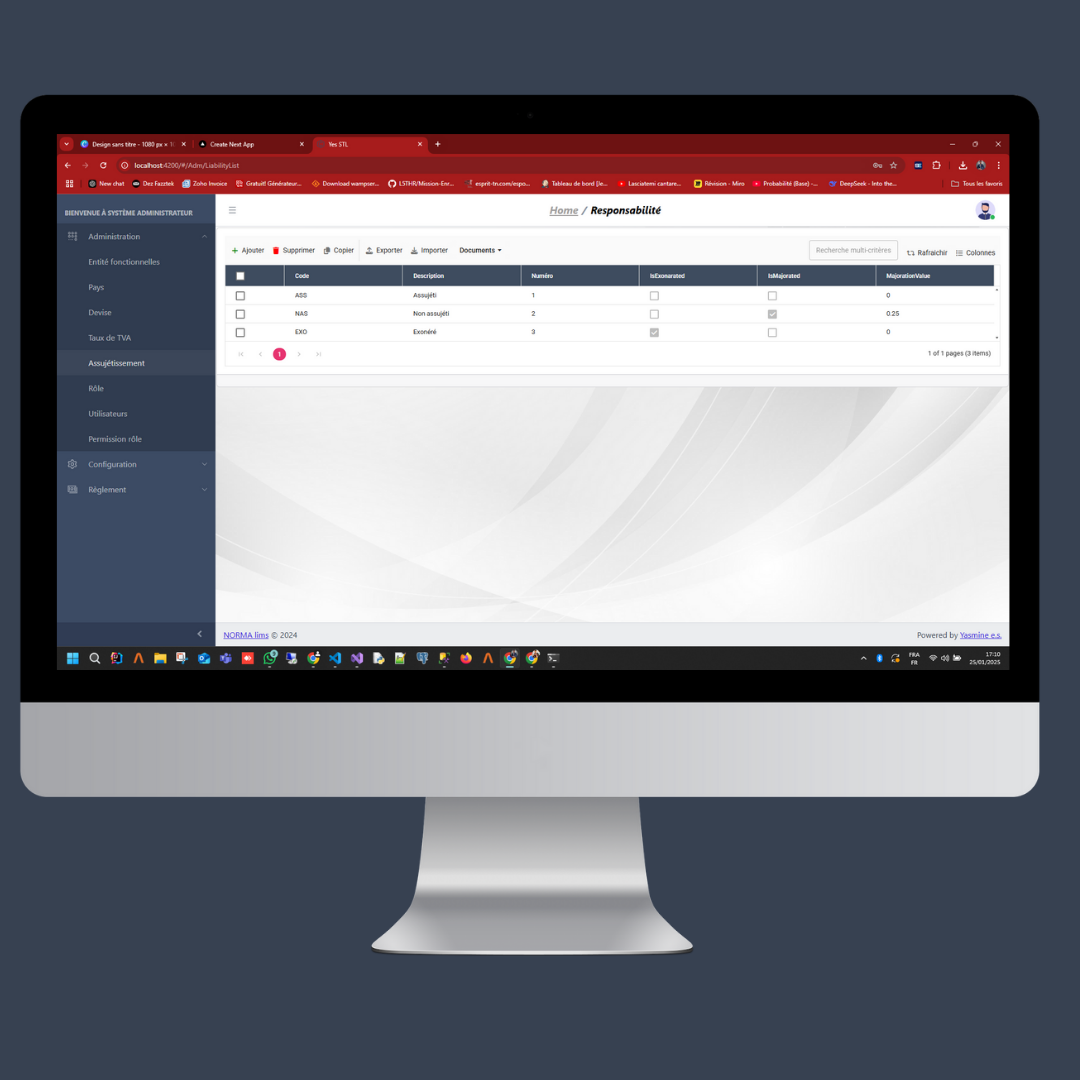 Design sans titre - 1080 px × 10
Create Next App
Yes STL
localhost:4200/#/Adm/LiabilityList
New chat Dez Fazztek Zoho Invoice Gratuit! Générateur... Download wampser... L5THR/Mission-Enr... esprit-tn.com/espo... Tableau de bord [Je... Lasciatemi cantare... Révision - Miro Probabilité (Base) -... DeepSeek - Into the... Tous les favoris
BIENVENUE À SYSTÈME ADMINISTRATEUR
Home / Responsabilité
Administration
Entité fonctionnelles
Pays
Devise
Taux de TVA
Assujétissement
Rôle
Utilisateurs
Permission rôle
Configuration
Règlement
Ajouter Supprimer Copier Exporter Importer Documents Recherche multi-critères Rafraichir Colonnes
Code Description Numéro IsExonarated IsMajorated MajorationValue
ASS Assujéti 1 0
NAS Non assujéti 2 0.25
EXO Exonéré 3 0
1 1 of 1 pages (3 items)
NORMA lims © 2024 Powered by Yasmine e.s.
FRA 17:10
FR 25/01/2025